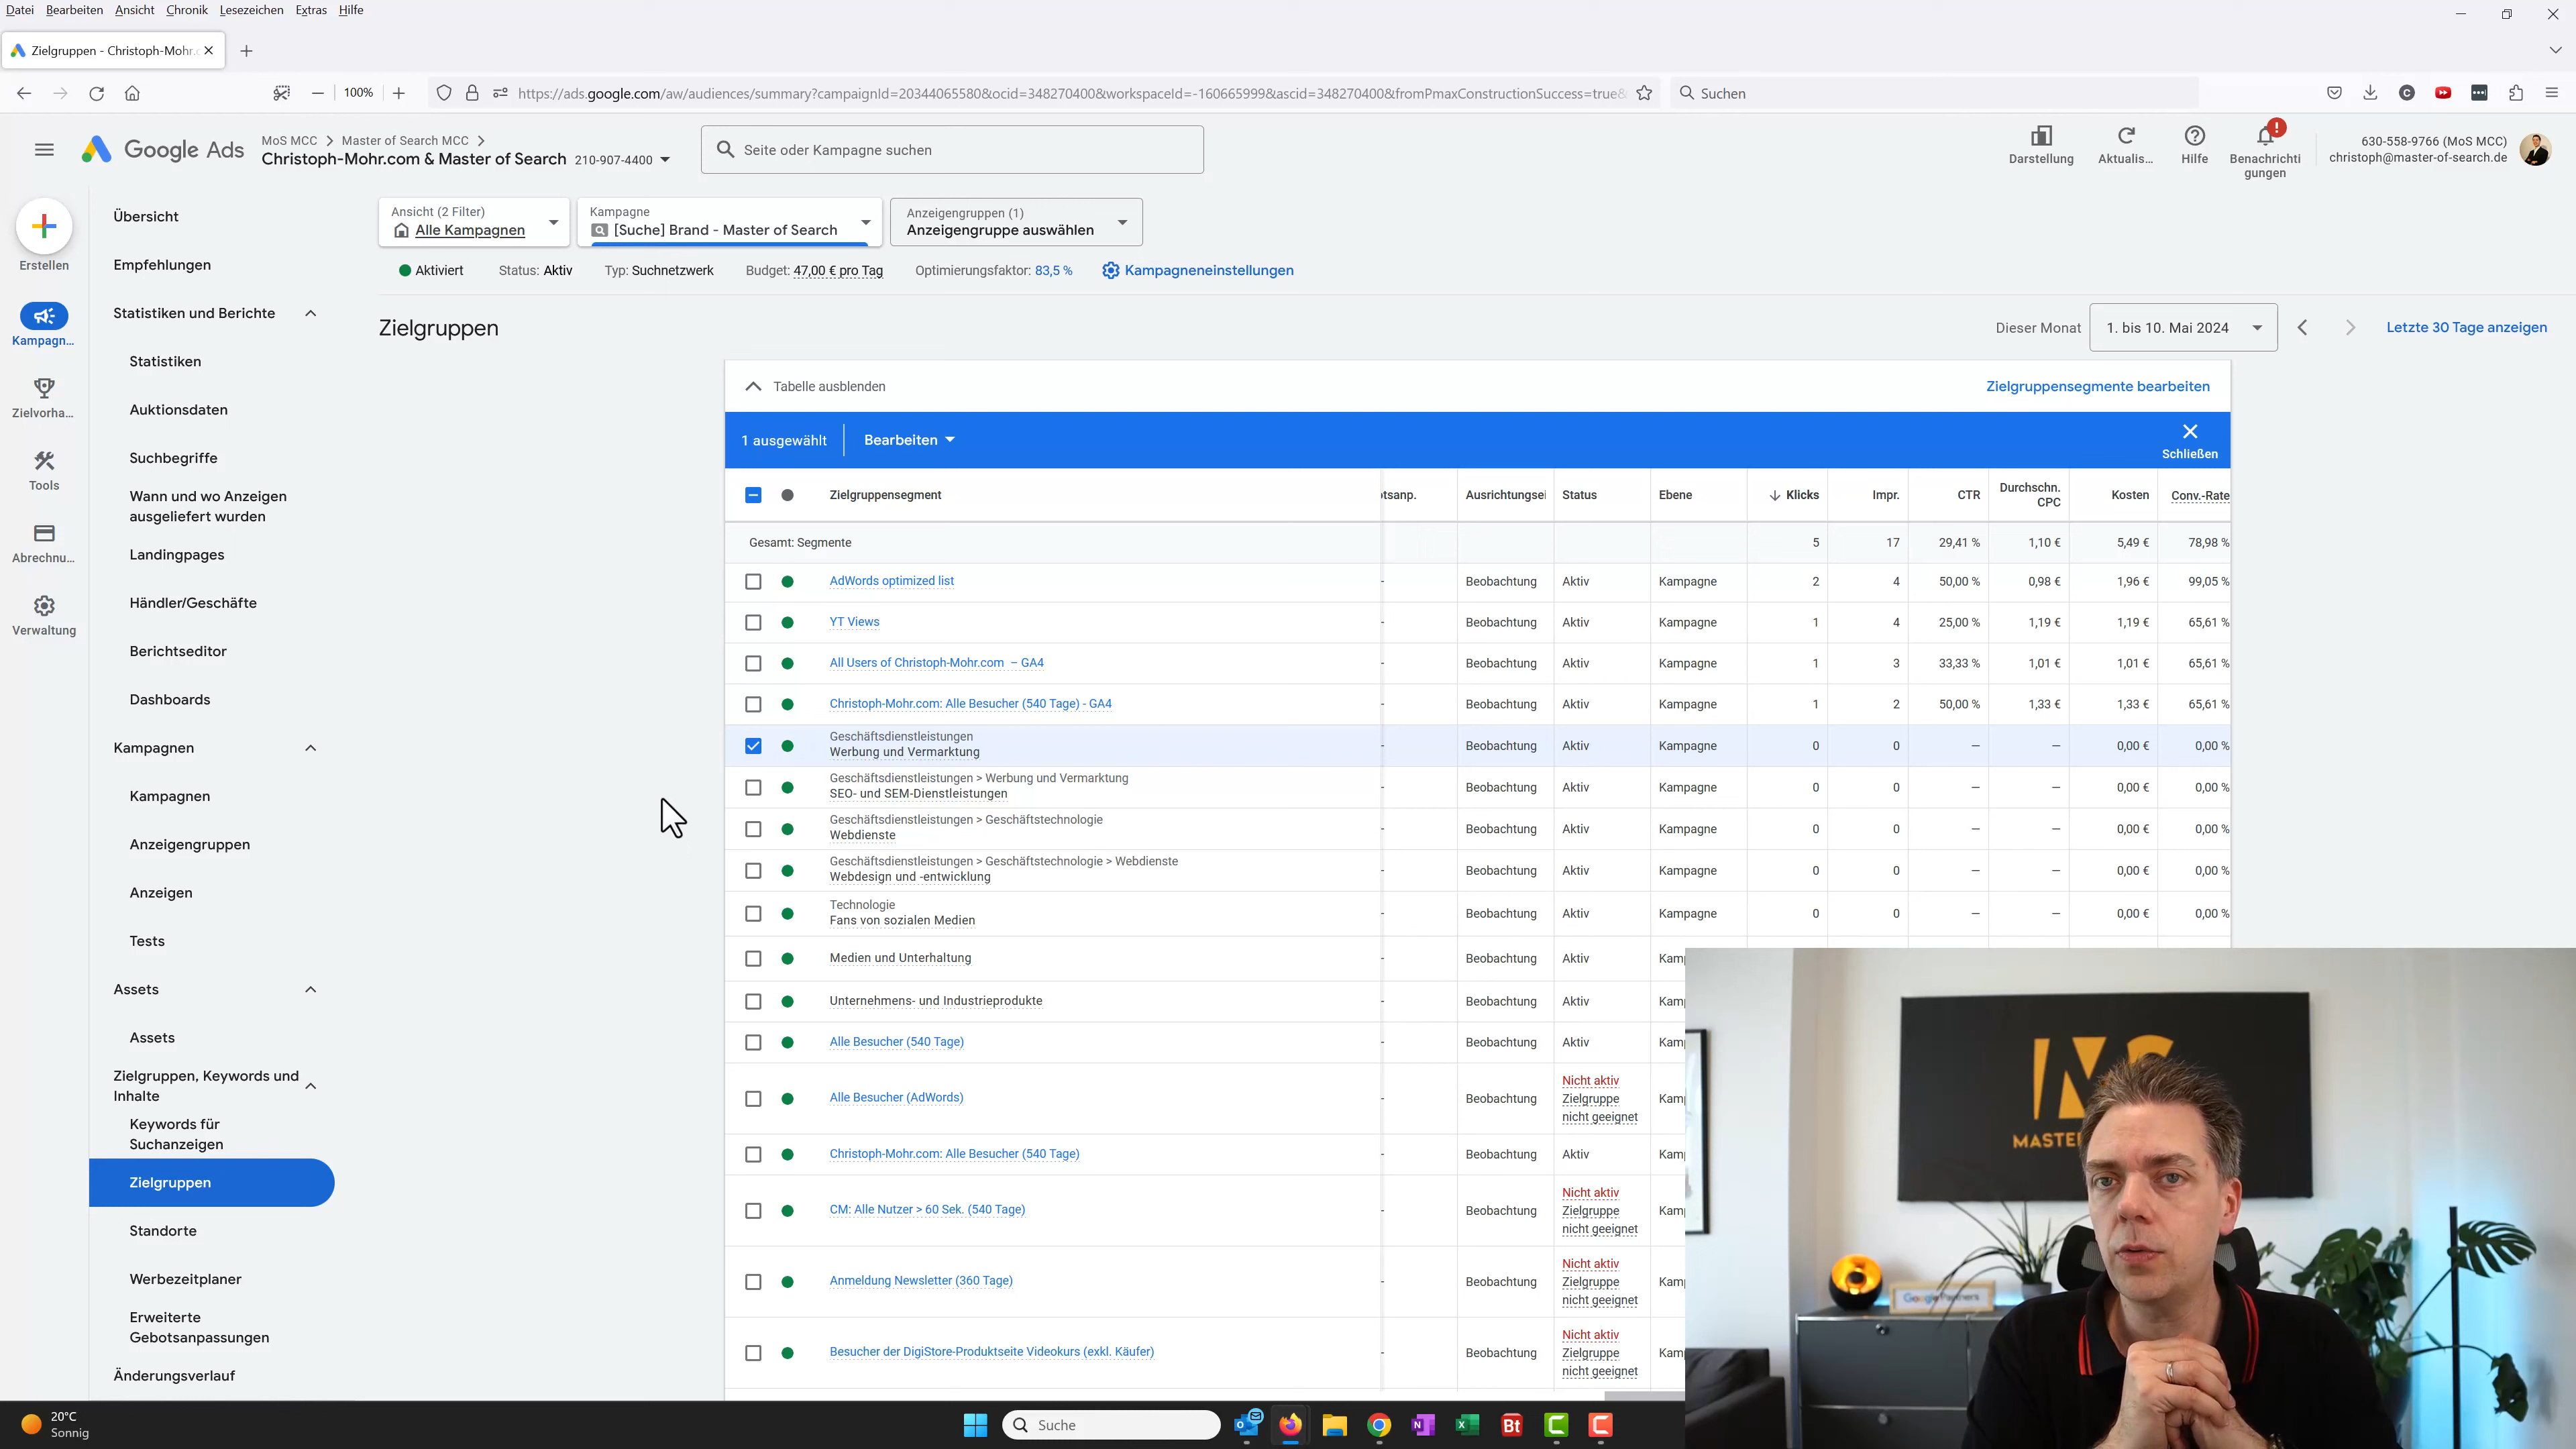 Datei Bearbeiten Ansicht Chronik Lesezeichen Extras Hilfe
Zielgruppen - Christoph-Mohr.c
100%
https://ads.google.com/aw/audiences/summary?campaignId=20344065580&ocid=348270400&workspaceId=-160665999&ascid=348270400&fromPmaxConstructionSuccess=true&
Suchen
Google Ads
MoS MCC > Master of Search MCC >
Christoph-Mohr.com & Master of Search 210-907-4400
Seite oder Kampagne suchen
Darstellung
Aktualis...
Hilfe
Benachrichti
gungen
630-558-9766 (MoS MCC)
christoph@master-of-search.de
Erstellen
Kampagn...
Zielvorha...
Tools
Abrechnu...
Verwaltung
Übersicht
Empfehlungen
Statistiken und Berichte
Statistiken
Auktionsdaten
Suchbegriffe
Wann und wo Anzeigen
ausgeliefert wurden
Landingpages
Händler/Geschäfte
Berichtseditor
Dashboards
Kampagnen
Kampagnen
Anzeigengruppen
Anzeigen
Tests
Assets
Assets
Zielgruppen, Keywords und
Inhalte
Keywords für
Suchanzeigen
Zielgruppen
Standorte
Werbezeitplaner
Erweiterte
Gebotsanpassungen
Änderungsverlauf
Ansicht (2 Filter)
Alle Kampagnen
Kampagne
[Suche] Brand - Master of Search
Anzeigengruppen (1)
Anzeigengruppe auswählen
Aktiviert Status: Aktiv Typ: Suchnetzwerk Budget: 47,00 € pro Tag Optimierungsfaktor: 83,5 % Kampagneneinstellungen
Zielgruppen
Dieser Monat 1. bis 10. Mai 2024 Letzte 30 Tage anzeigen
Tabelle ausblenden
Zielgruppensegmente bearbeiten
1 ausgewählt Bearbeiten
Schließen
Zielgruppensegment otsanp. Ausrichtungsei Status Ebene Klicks Impr. CTR Durchschn. CPC Kosten Conv.-Rate
Gesamt: Segmente 5 17 29,41 % 1,10 € 5,49 € 78,98 %
AdWords optimized list - Beobachtung Aktiv Kampagne 2 4 50,00 % 0,98 € 1,96 € 99,05 %
YT Views - Beobachtung Aktiv Kampagne 1 4 25,00 % 1,19 € 1,19 € 65,61 %
All Users of Christoph-Mohr.com – GA4 - Beobachtung Aktiv Kampagne 1 3 33,33 % 1,01 € 1,01 € 65,61 %
Christoph-Mohr.com: Alle Besucher (540 Tage) - GA4 - Beobachtung Aktiv Kampagne 1 2 50,00 % 1,33 € 1,33 € 65,61 %
Geschäftsdienstleistungen
Werbung und Vermarktung - Beobachtung Aktiv Kampagne 0 0 — — 0,00 € 0,00 %
Geschäftsdienstleistungen > Werbung und Vermarktung
SEO- und SEM-Dienstleistungen - Beobachtung Aktiv Kampagne 0 0 — — 0,00 € 0,00 %
Geschäftsdienstleistungen > Geschäftstechnologie
Webdienste - Beobachtung Aktiv Kampagne 0 0 — — 0,00 € 0,00 %
Geschäftsdienstleistungen > Geschäftstechnologie > Webdienste
Webdesign und -entwicklung - Beobachtung Aktiv Kampagne 0 0 — — 0,00 € 0,00 %
Technologie
Fans von sozialen Medien - Beobachtung Aktiv Kampagne 0 0 — — 0,00 € 0,00 %
Medien und Unterhaltung - Beobachtung Aktiv Kamp
Unternehmens- und Industrieprodukte - Beobachtung Aktiv Kamp
Alle Besucher (540 Tage) - Beobachtung Aktiv Kamp
Alle Besucher (AdWords) - Beobachtung Nicht aktiv Zielgruppe nicht geeignet Kamp
Christoph-Mohr.com: Alle Besucher (540 Tage) - Beobachtung Aktiv Kamp
CM: Alle Nutzer > 60 Sek. (540 Tage) - Beobachtung Nicht aktiv Zielgruppe nicht geeignet Kamp
Anmeldung Newsletter (360 Tage) - Beobachtung Nicht aktiv Zielgruppe nicht geeignet Kamp
Besucher der DigiStore-Produktseite Videokurs (exkl. Käufer) - Beobachtung Nicht aktiv Zielgruppe nicht geeignet Kamp
MASTE
Google Partners
20°C
Sonnig
Suche
Bt